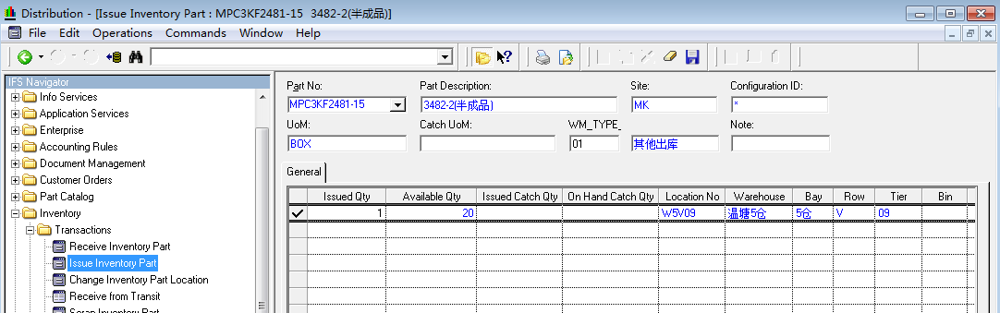 Distribution - [Issue Inventory Part : MPC3KF2481-15 3482-2(半成品)]
File Edit Operations Commands Window Help
IFS Navigator
Info Services
Application Services
Enterprise
Accounting Rules
Document Management
Customer Orders
Part Catalog
Inventory
Transactions
Receive Inventory Part
Issue Inventory Part
Change Inventory Part Location
Receive from Transit
Scrap Inventory Part
Part No: Part Description: Site: Configuration ID:
MPC3KF2481-15 3482-2(半成品) MK *
UoM: Catch UoM: WM_TYPE_ Note:
BOX 01 其他出库
General
Issued Qty Available Qty Issued Catch Qty On Hand Catch Qty Location No Warehouse Bay Row Tier Bin
1 20 W5V09 温塘5仓 5仓 V 09